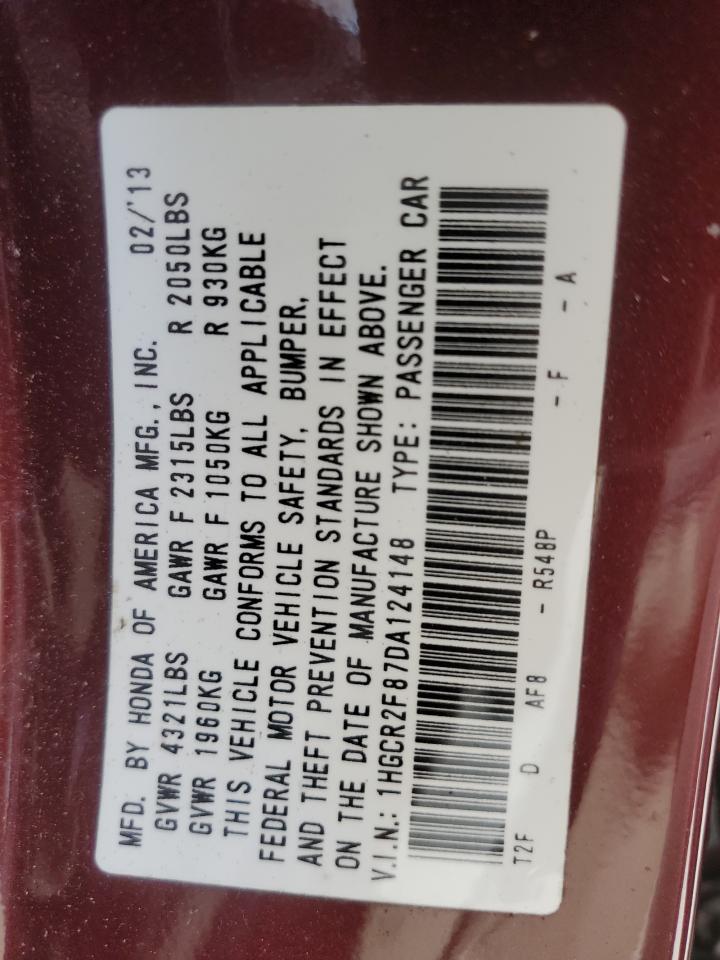 MFD. BY HONDA OF AMERICA MFG., INC. 02/'13
GVWR 4321LBS GAWR F 2315LBS R 2050LBS
GVWR 1960KG GAWR F 1050KG R 930KG
THIS VEHICLE CONFORMS TO ALL APPLICABLE
FEDERAL MOTOR VEHICLE SAFETY, BUMPER,
AND THEFT PREVENTION STANDARDS IN EFFECT
ON THE DATE OF MANUFACTURE SHOWN ABOVE.
V.I.N.: 1HGCR2F87DA124148 TYPE: PASSENGER CAR
T2F D AF8 - R548P - F - A